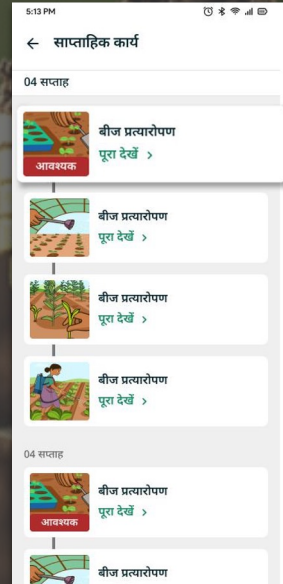 5:13 PM
← साप्ताहिक कार्य
04 सप्ताह
बीज प्रत्यारोपण
पूरा देखें >
आवश्यक
बीज प्रत्यारोपण
पूरा देखें >
बीज प्रत्यारोपण
पूरा देखें >
बीज प्रत्यारोपण
पूरा देखें >
04 सप्ताह
बीज प्रत्यारोपण
पूरा देखें >
आवश्यक
बीज प्रत्यारोपण